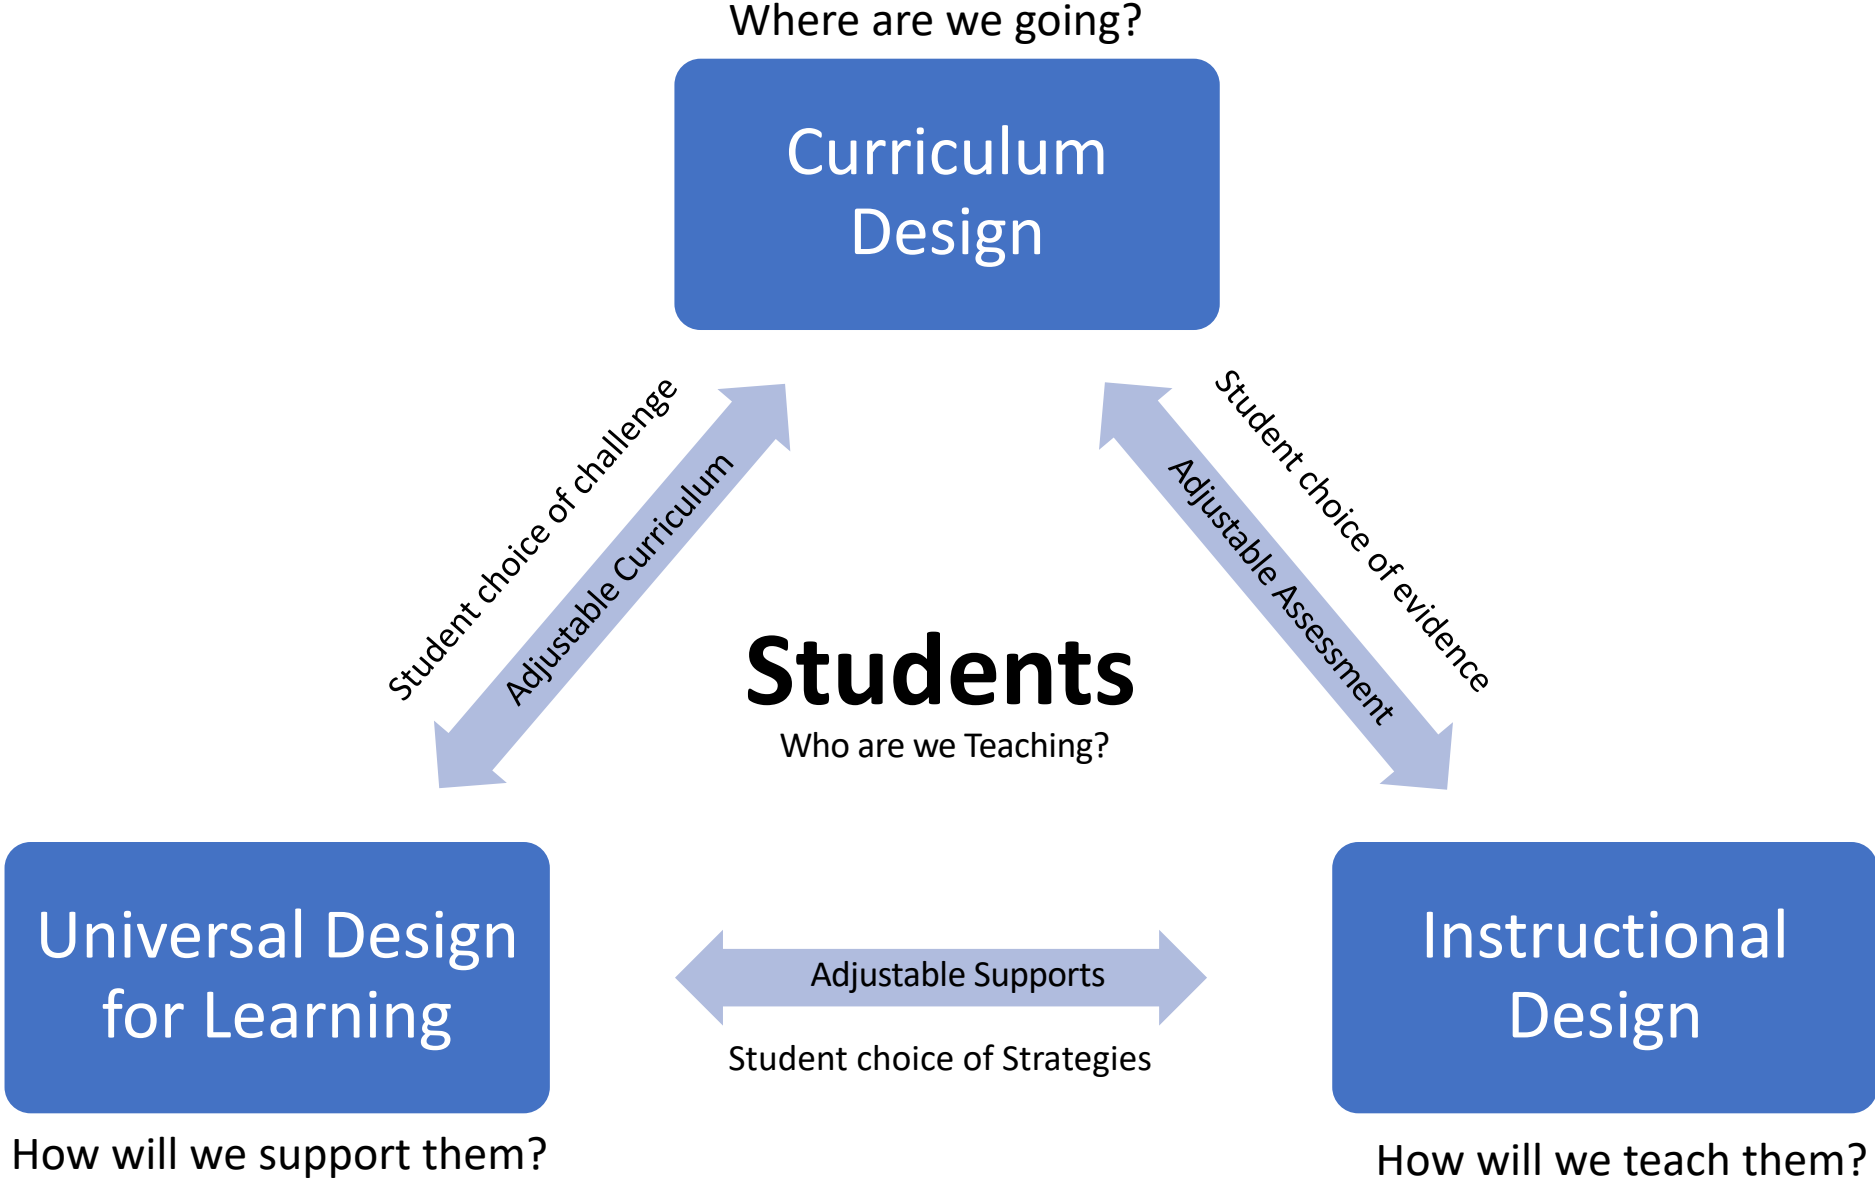 Where are we going?
Curriculum
Design
Student choice of challenge
Adjustable Curriculum
Student choice of evidence
Adjustable Assessment
Students
Who are we Teaching?
Universal Design
for Learning
Adjustable Supports
Student choice of Strategies
Instructional
Design
How will we support them?
How will we teach them?